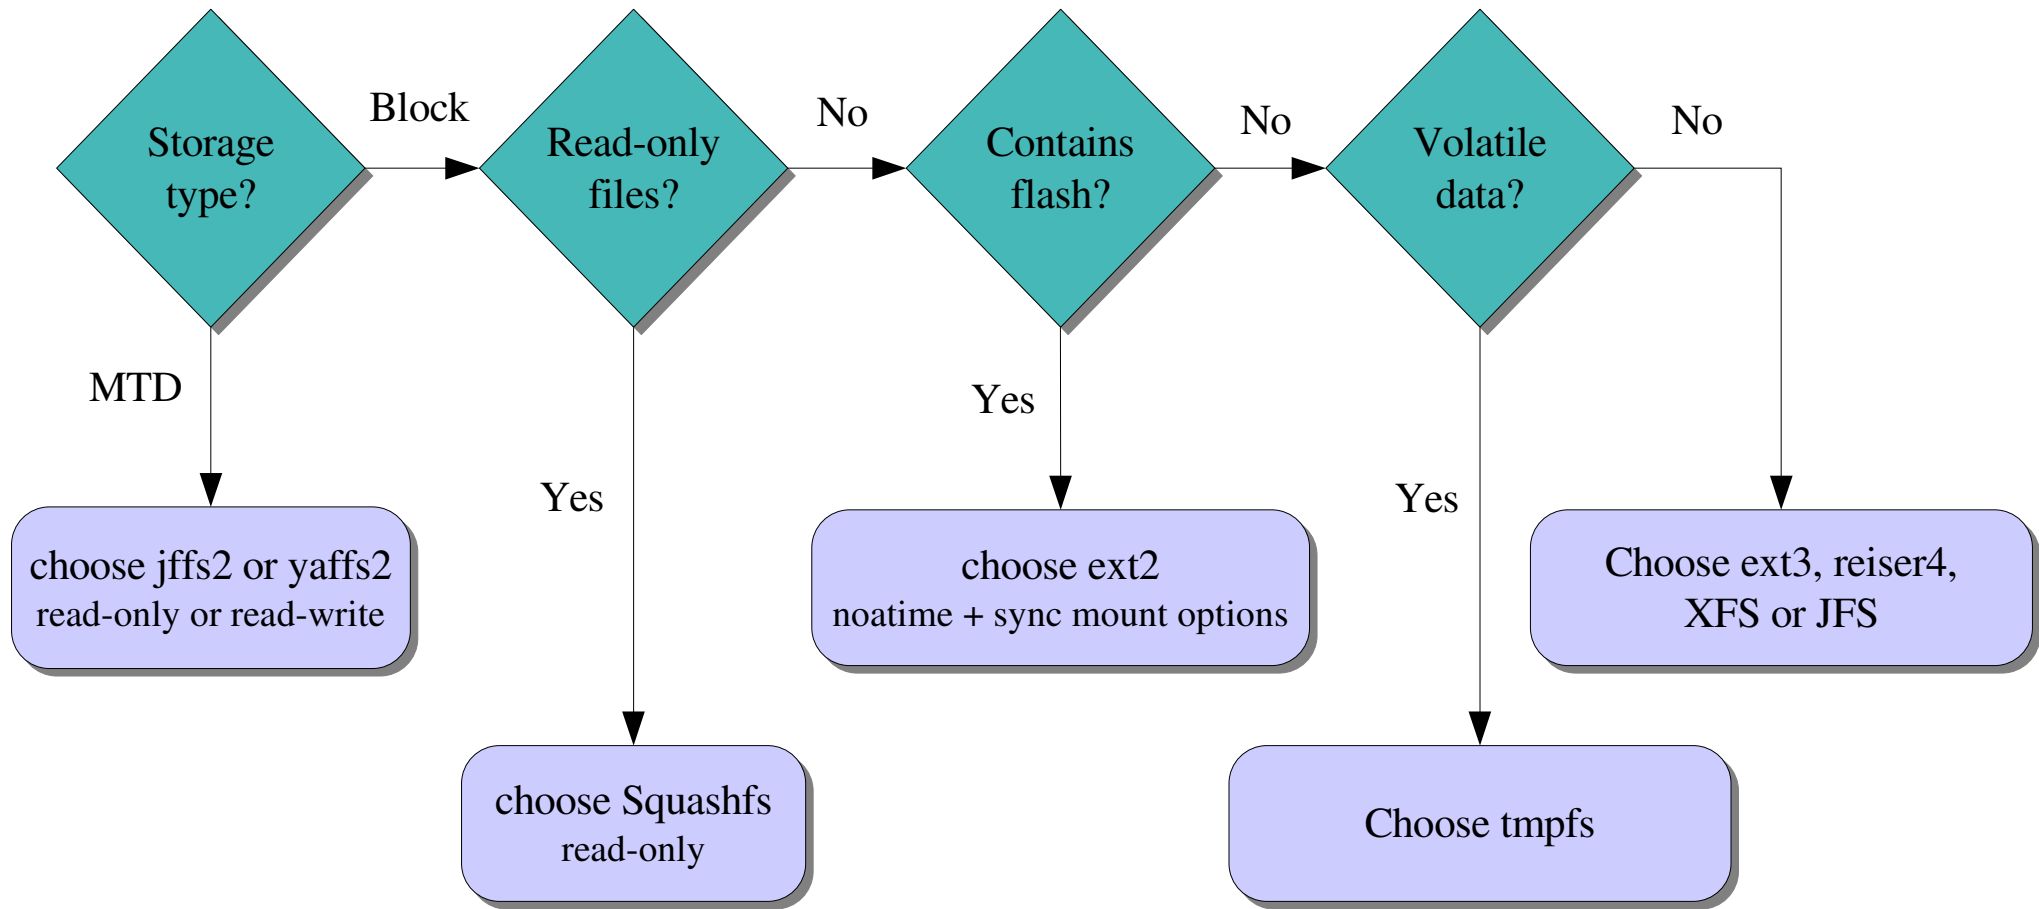 Storage
type?
Block
Read-only
files?
No
Contains
flash?
No
Volatile
data?
No
MTD
Yes
Yes
Yes
choose jffs2 or yaffs2
read-only or read-write
choose ext2
noatime + sync mount options
Choose ext3, reiser4,
XFS or JFS
choose Squashfs
read-only
Choose tmpfs